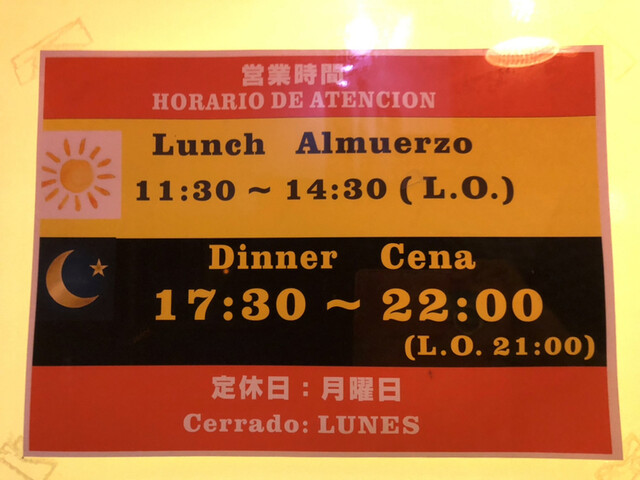 営業時間
HORARIO DE ATENCION
Lunch Almuerzo
11:30 ~ 14:30 ( L.O.)
Dinner Cena
17:30 ~ 22:00
(L.O. 21:00)
定休日：月曜日
Cerrado: LUNES